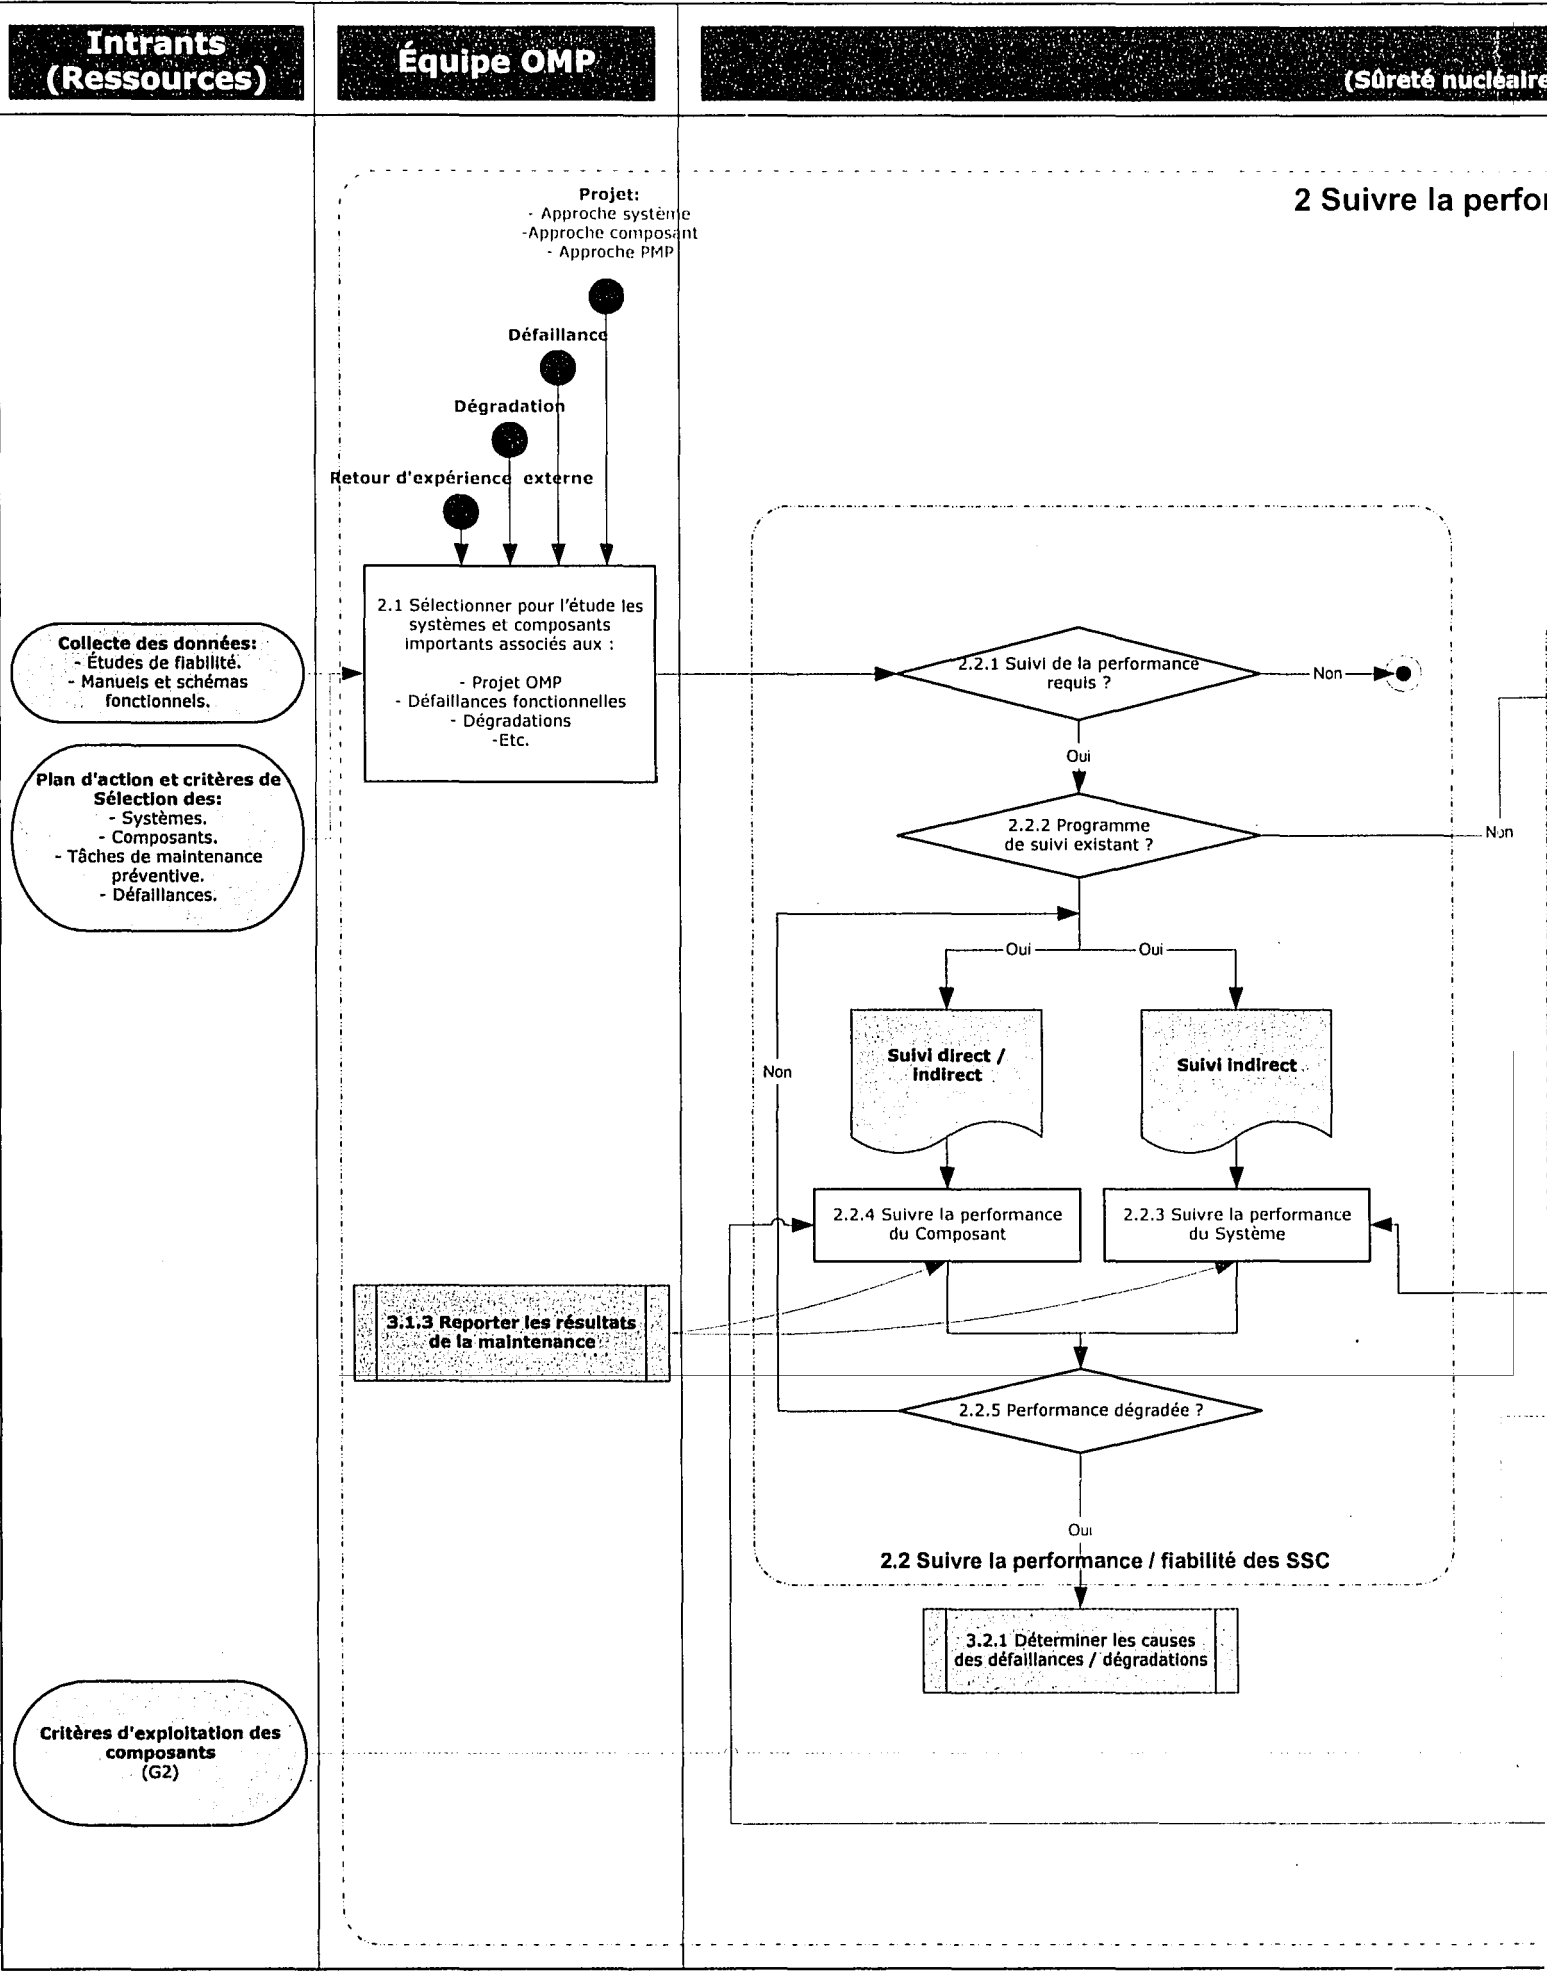 Intrants
(Ressources)
Équipe OMP
(Sûreté nucléaire
2 Suivre la perfor
Projet:
- Approche système
-Approche composant
- Approche PMP
Défaillance
Dégradation
Retour d'expérience externe
2.1 Sélectionner pour l'étude les
systèmes et composants
importants associés aux :
- Projet OMP
- Défaillances fonctionnelles
- Dégradations
-Etc.
Collecte des données:
- Études de fiabilité.
- Manuels et schémas
fonctionnels.
Plan d'action et critères de
Sélection des:
- Systèmes.
- Composants.
- Tâches de maintenance
préventive.
- Défaillances.
2.2.1 Suivi de la performance
requis ?
Non
Oui
2.2.2 Programme
de suivi existant ?
Non
Oui
Oui
Suivi direct /
indirect
Suivi indirect
Non
2.2.4 Suivre la performance
du Composant
2.2.3 Suivre la performance
du Système
3.1.3 Reporter les résultats
de la maintenance
2.2.5 Performance dégradée ?
Oui
2.2 Suivre la performance / fiabilité des SSC
3.2.1 Déterminer les causes
des défaillances / dégradations
Critères d'exploitation des
composants
(G2)